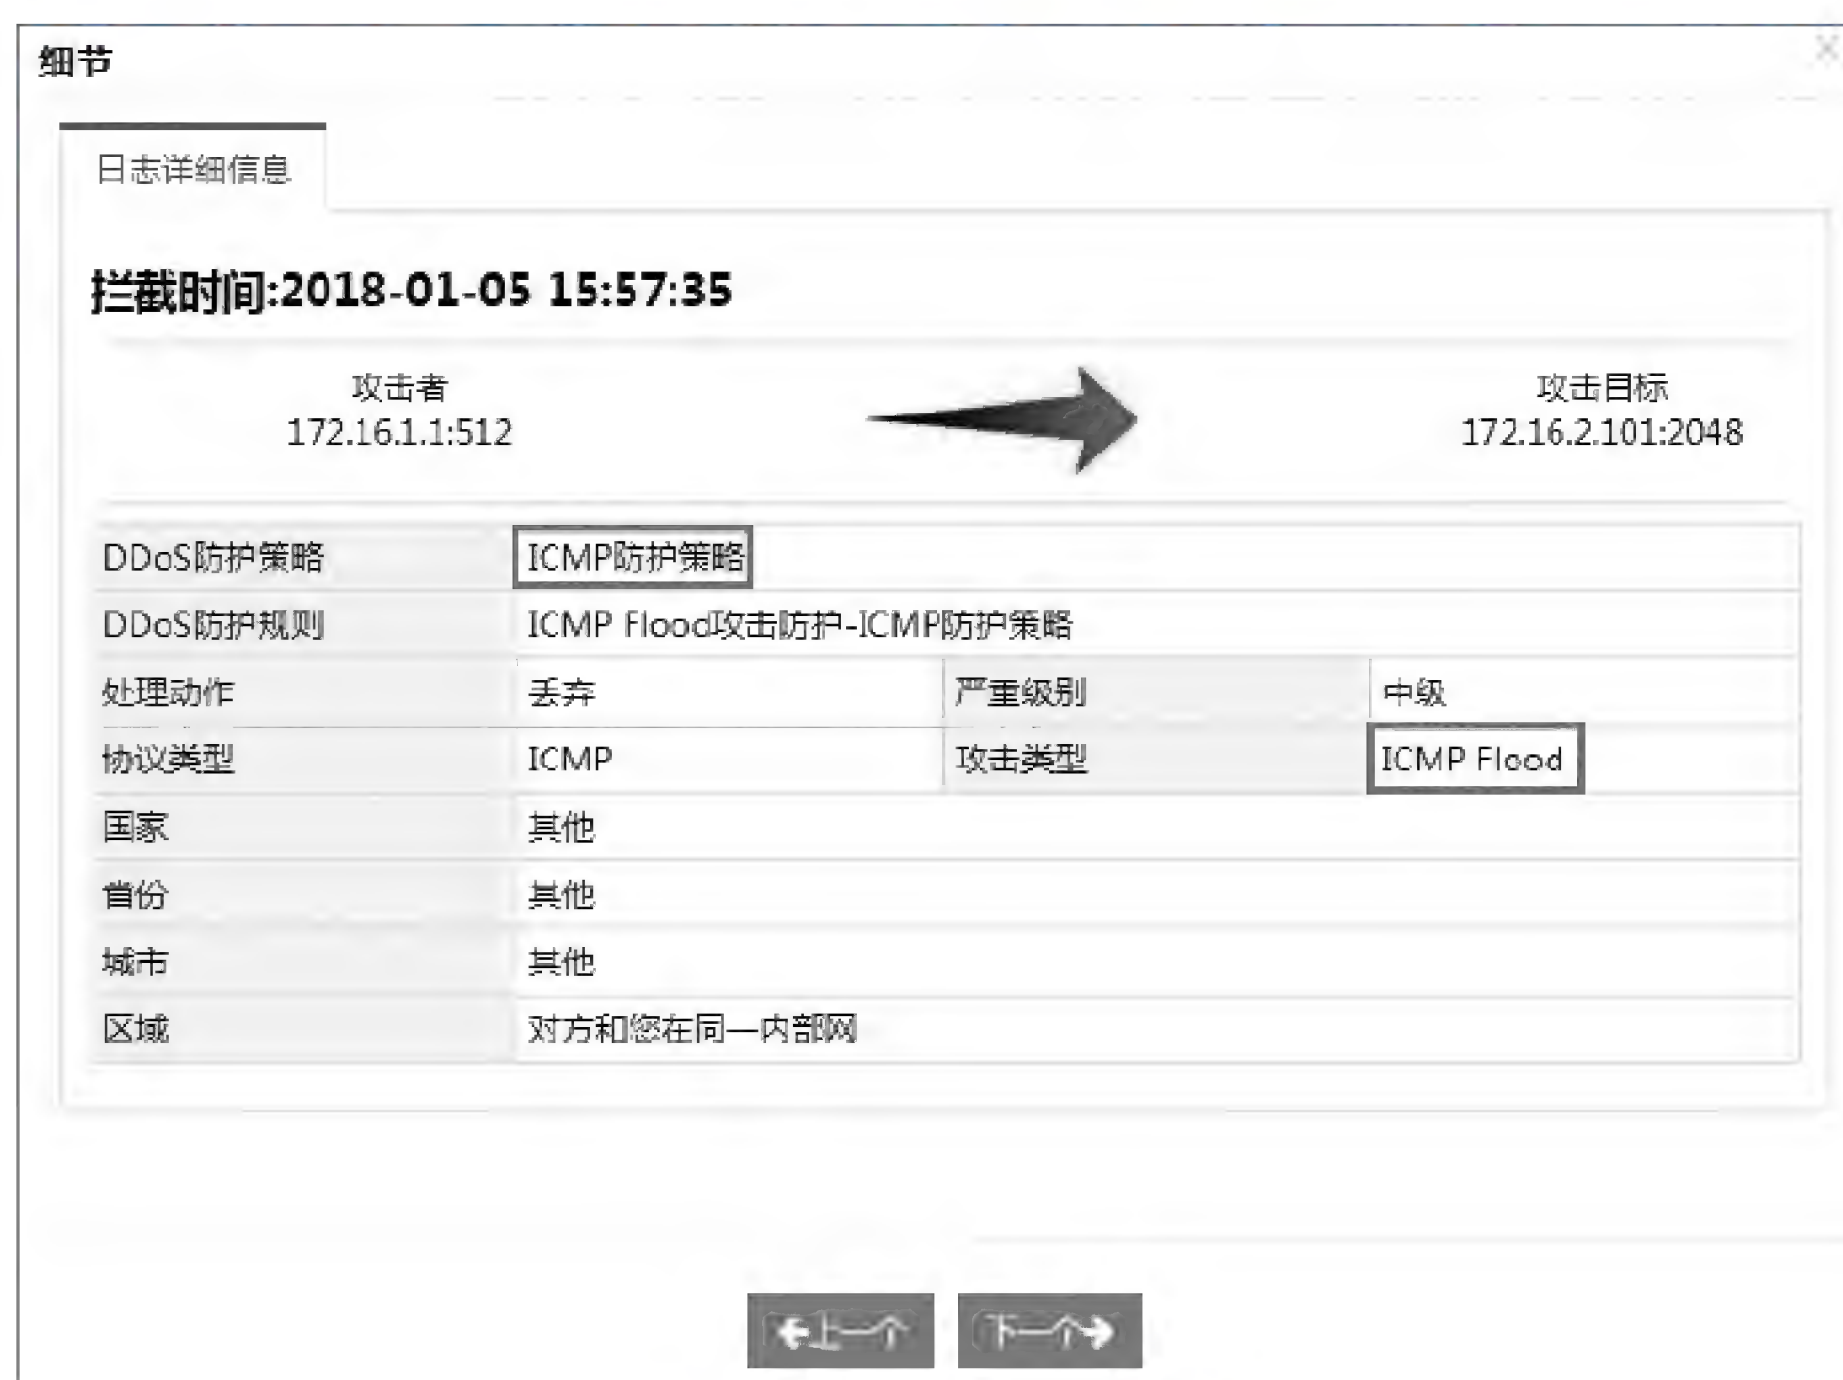 细节
日志详细信息
拦截时间:2018-01-05 15:57:35
攻击者
172.16.1.1:512
攻击目标
172.16.2.101:2048
DDoS防护策略 ICMP防护策略
DDoS防护规则 ICMP Flood攻击防护-ICMP防护策略
处理动作 丢弃 严重级别 中级
协议类型 ICMP 攻击类型 ICMP Flood
国家 其他
省份 其他
城市 其他
区域 对方和您在同一内部网
上一个 下一个